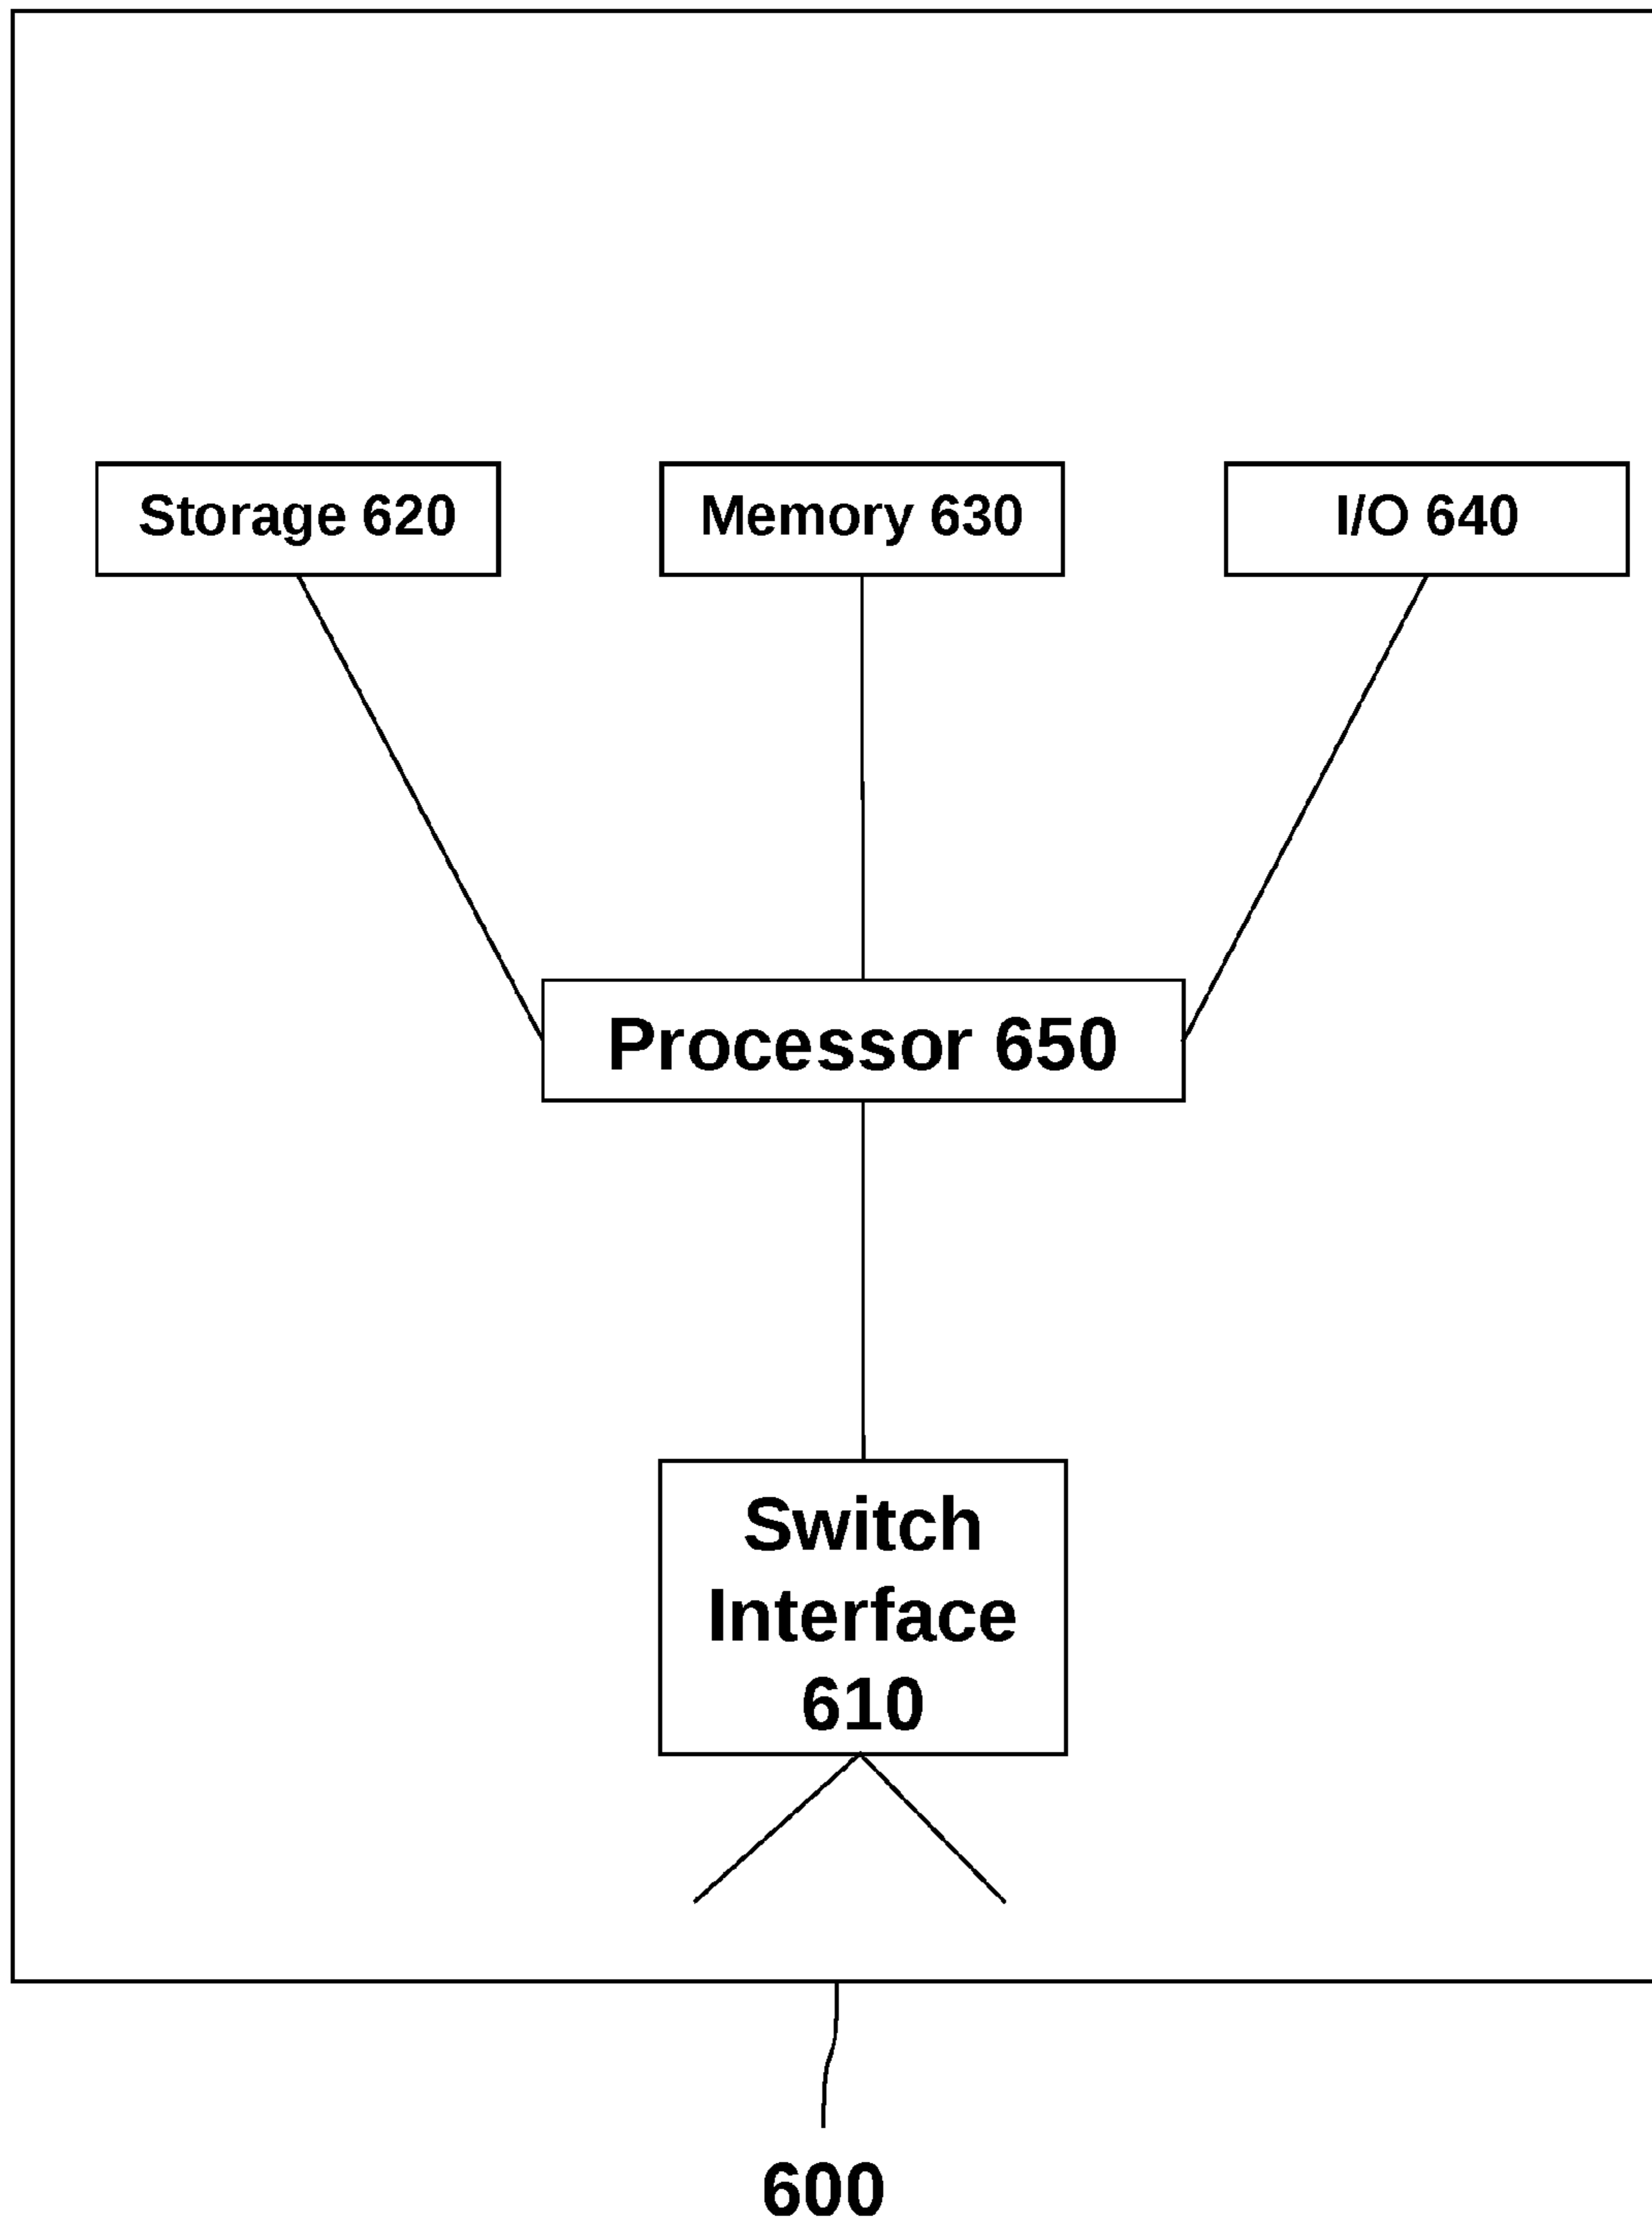 Storage 620
Memory 630
I/O 640
Processor 650
Switch
Interface
610
600